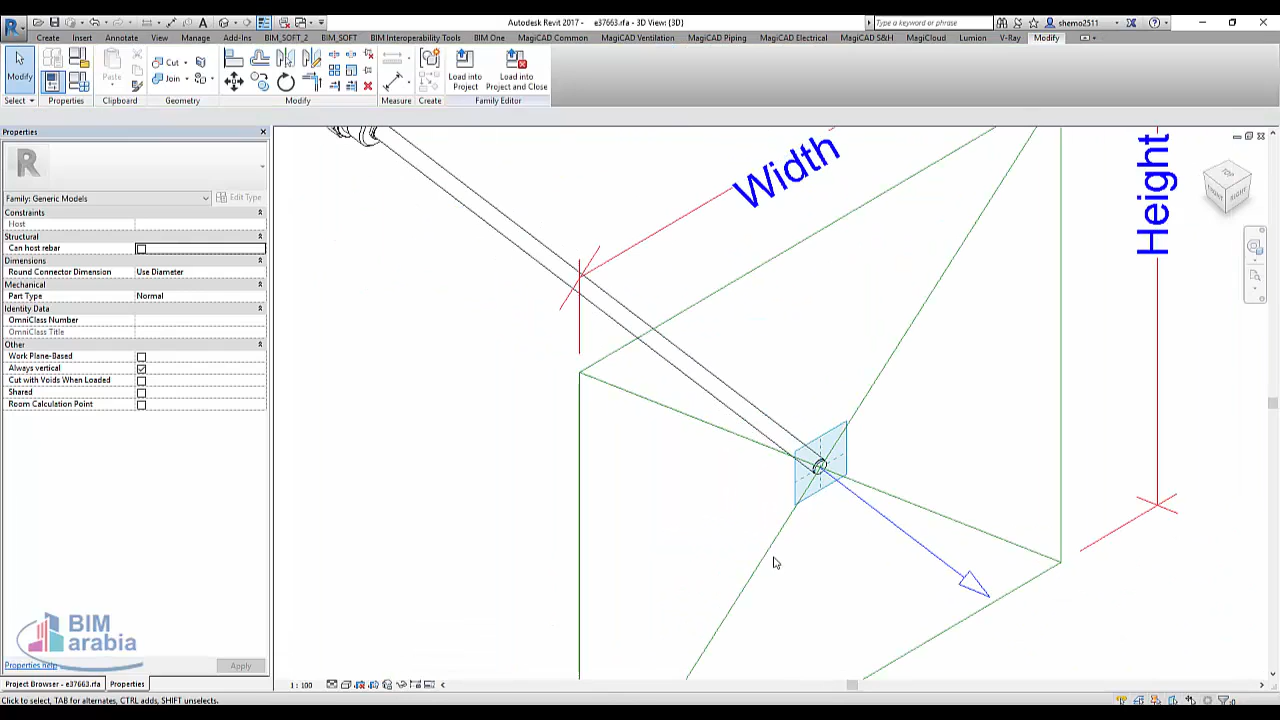 Autodesk Revit 2017 - e37663.rfa - 3D View: {3D}
Type a keyword or phrase
shemo2511
Create Insert Annotate View Manage Add-Ins BIM_SOFT_2 BIM_SOFT BIM Interoperability Tools BIM One MagiCAD Common MagiCAD Ventilation MagiCAD Piping MagiCAD Electrical MagiCAD S&H MagiCloud Lumion V-Ray Modify
Modify
Paste
Cut
Join
Load into Project
Load into Project and Close
Select Properties Clipboard Geometry Modify Measure Create Family Editor
Properties
R
Family: Generic Models
Edit Type
Constraints
Host
Structural
Can host rebar
Dimensions
Round Connector Dimension Use Diameter
Mechanical
Part Type Normal
Identity Data
OmniClass Number
OmniClass Title
Other
Work Plane-Based
Always vertical
Cut with Voids When Loaded
Shared
Room Calculation Point
Width
Height
TOP
FRONT
RIGHT
BIM
arabia
Properties help
Apply
Project Browser - e37663.rfa Properties
1 : 100
Click to select, TAB for alternates, CTRL adds, SHIFT unselects.
:0